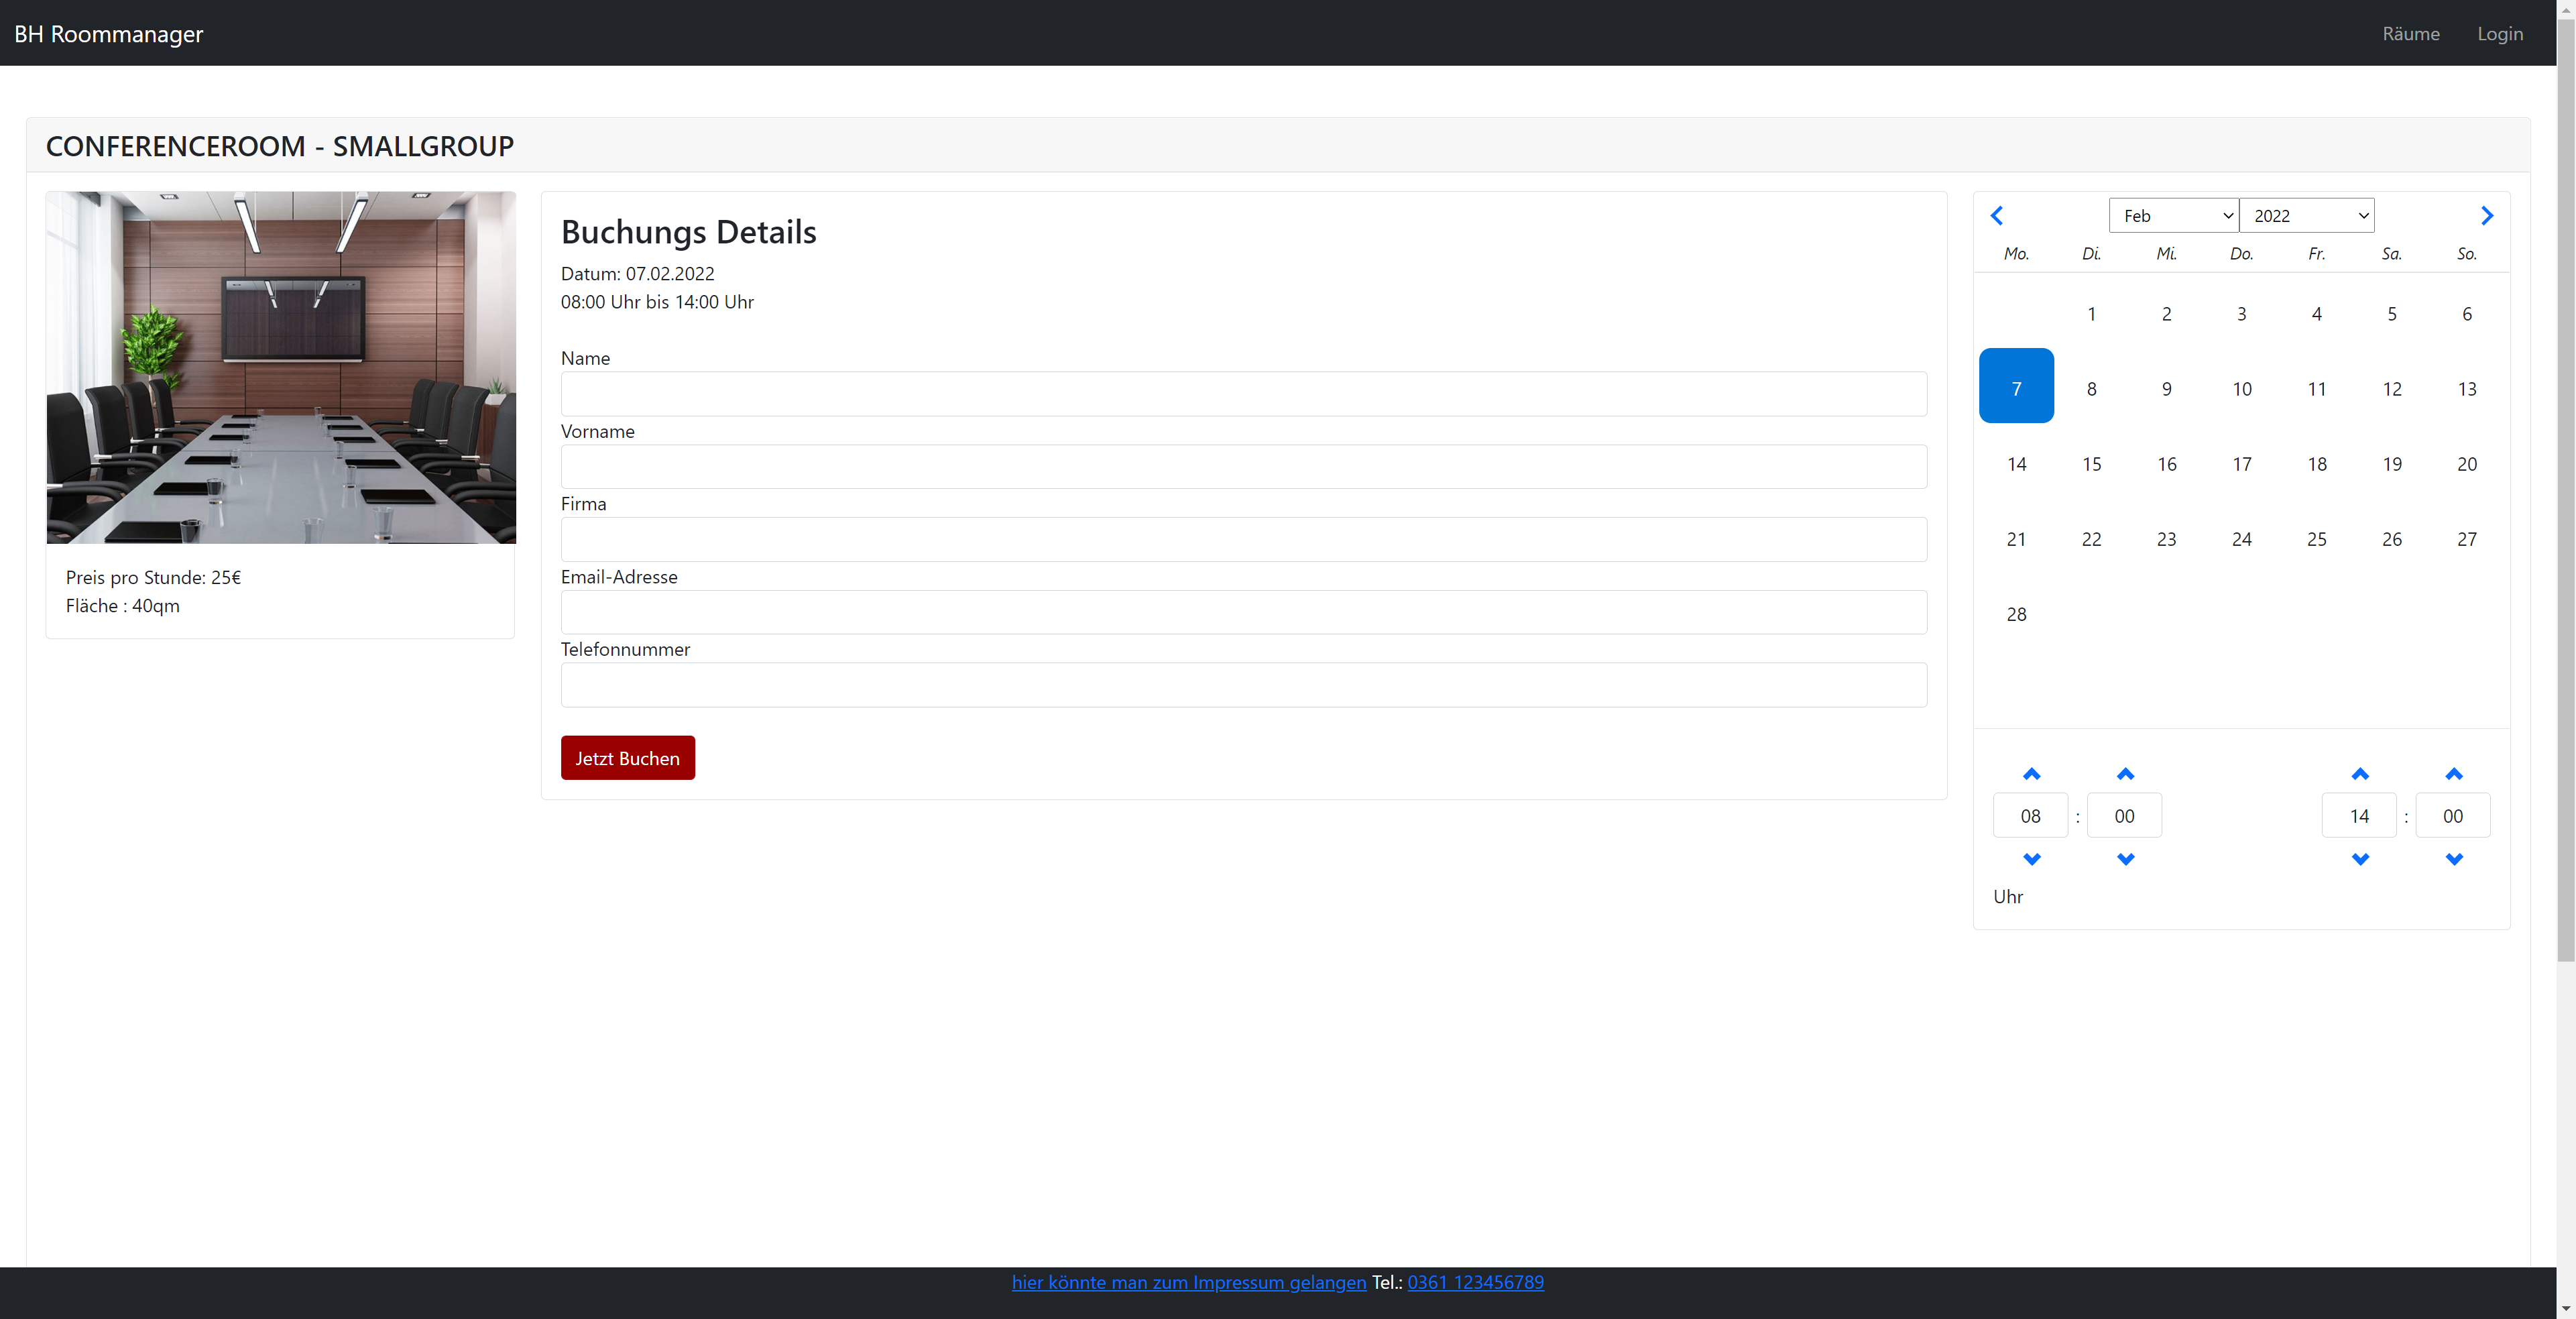 BH Roommanager
Räume Login
CONFERENCEROOM - SMALLGROUP
Preis pro Stunde: 25€
Fläche : 40qm
Buchungs Details
Datum: 07.02.2022
08:00 Uhr bis 14:00 Uhr
Name
Vorname
Firma
Email-Adresse
Telefonnummer
Jetzt Buchen
Feb 2022
Mo. Di. Mi. Do. Fr. Sa. So.
1 2 3 4 5 6
7 8 9 10 11 12 13
14 15 16 17 18 19 20
21 22 23 24 25 26 27
28
08 : 00 14 : 00
Uhr
hier könnte man zum Impressum gelangen Tel.: 0361 123456789